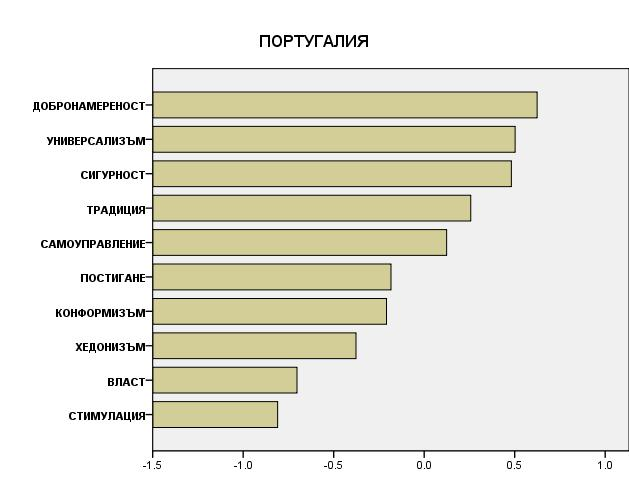 ПОРТУГАЛИЯ
ДОБРОНАМЕРЕНОСТ
УНИВЕРСАЛИЗЪМ
СИГУРНОСТ
ТРАДИЦИЯ
САМОУПРАВЛЕНИЕ
ПОСТИГАНЕ
КОНФОРМИЗЪМ
ХЕДОНИЗЪМ
ВЛАСТ
СТИМУЛАЦИЯ
-1.5 -1.0 -0.5 0.0 0.5 1.0